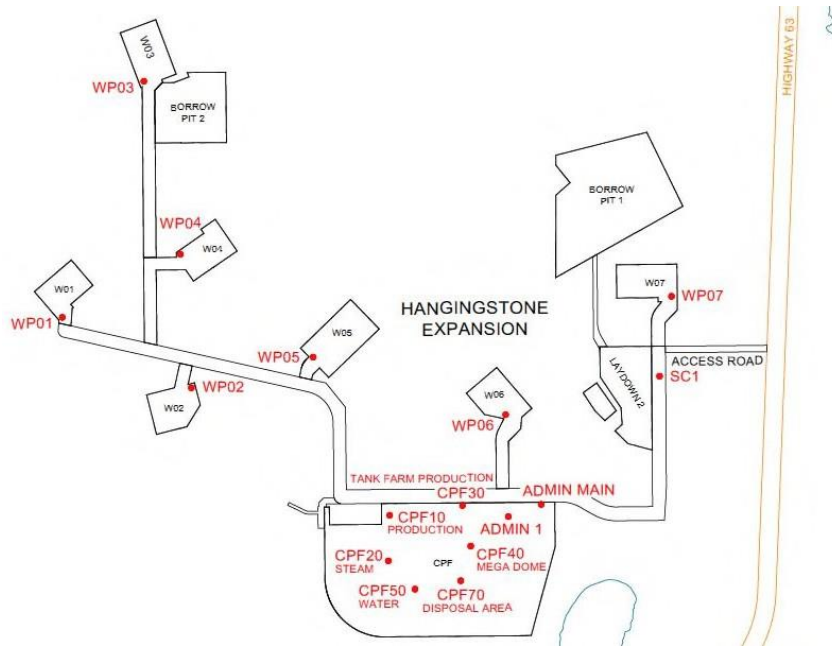 HIGHWAY 63
W03
WP03
BORROW
PIT 2
BORROW
PIT 1
WP04
W04
W01
WP01
W07
WP07
HANGINGSTONE
EXPANSION
W05
WP05
ACCESS ROAD
LAYDOWN 2
SC1
WP02
W02
W06
WP06
TANK FARM PRODUCTION
CPF30
ADMIN MAIN
CPF10
PRODUCTION
ADMIN 1
CPF20
STEAM
CPF
CPF40
MEGA DOME
CPF50
WATER
CPF70
DISPOSAL AREA